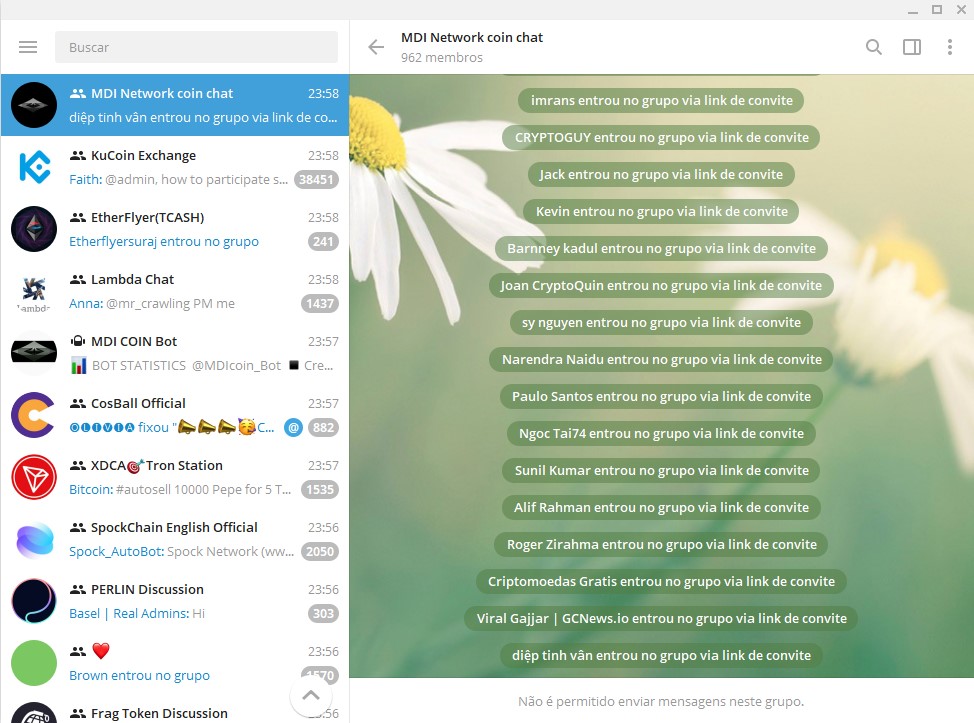 Buscar
MDI Network coin chat 23:58
diệp tinh vân entrou no grupo via link de co...
KuCoin Exchange 23:58
Faith: @admin, how to participate s... 38451
EtherFlyer(TCASH) 23:58
Etherflyersuraj entrou no grupo 241
Lambda
Lambda Chat 23:58
Anna: @mr_crawling PM me 1437
MDI COIN Bot 23:57
📊 BOT STATISTICS @MDIcoin_Bot ◾ Cre...
CosBall Official 23:57
🅞🅛🅘🅥🅘🅐 fixou "📣📣📣🥳C... @ 882
XDCA🎯Tron Station 23:57
Bitcoin: #autosell 10000 Pepe for 5 T... 1535
SpockChain English Official 23:56
Spock_AutoBot: Spock Network (ww... 2050
PERLIN Discussion 23:56
Basel | Real Admins: Hi 303
❤️ 23:56
Brown entrou no grupo 1570
Frag Token Discussion 23:56
MDI Network coin chat
962 membros
imrans entrou no grupo via link de convite
CRYPTOGUY entrou no grupo via link de convite
Jack entrou no grupo via link de convite
Kevin entrou no grupo via link de convite
Barnney kadul entrou no grupo via link de convite
Joan CryptoQuin entrou no grupo via link de convite
sy nguyen entrou no grupo via link de convite
Narendra Naidu entrou no grupo via link de convite
Paulo Santos entrou no grupo via link de convite
Ngoc Tai74 entrou no grupo via link de convite
Sunil Kumar entrou no grupo via link de convite
Alif Rahman entrou no grupo via link de convite
Roger Zirahma entrou no grupo via link de convite
Criptomoedas Gratis entrou no grupo via link de convite
Viral Gajjar | GCNews.io entrou no grupo via link de convite
diệp tinh vân entrou no grupo via link de convite
Não é permitido enviar mensagens neste grupo.